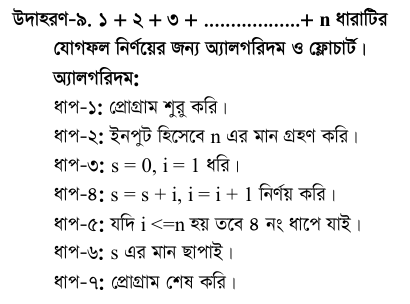 উদাহরণ-৯. ১ + ২ + ৩ + ...................+ n ধারাটির
যোগফল নির্ণয়ের জন্য অ্যালগরিদম ও ফ্লোচার্ট।
অ্যালগরিদম:
ধাপ-১: প্রোগ্রাম শুরু করি।
ধাপ-২: ইনপুট হিসেবে n এর মান গ্রহণ করি।
ধাপ-৩: s = 0, i = 1 ধরি।
ধাপ-৪: s = s + i, i = i + 1 নির্ণয় করি।
ধাপ-৫: যদি i <=n হয় তবে ৪ নং ধাপে যাই।
ধাপ-৬: s এর মান ছাপাই।
ধাপ-৭: প্রোগ্রাম শেষ করি।